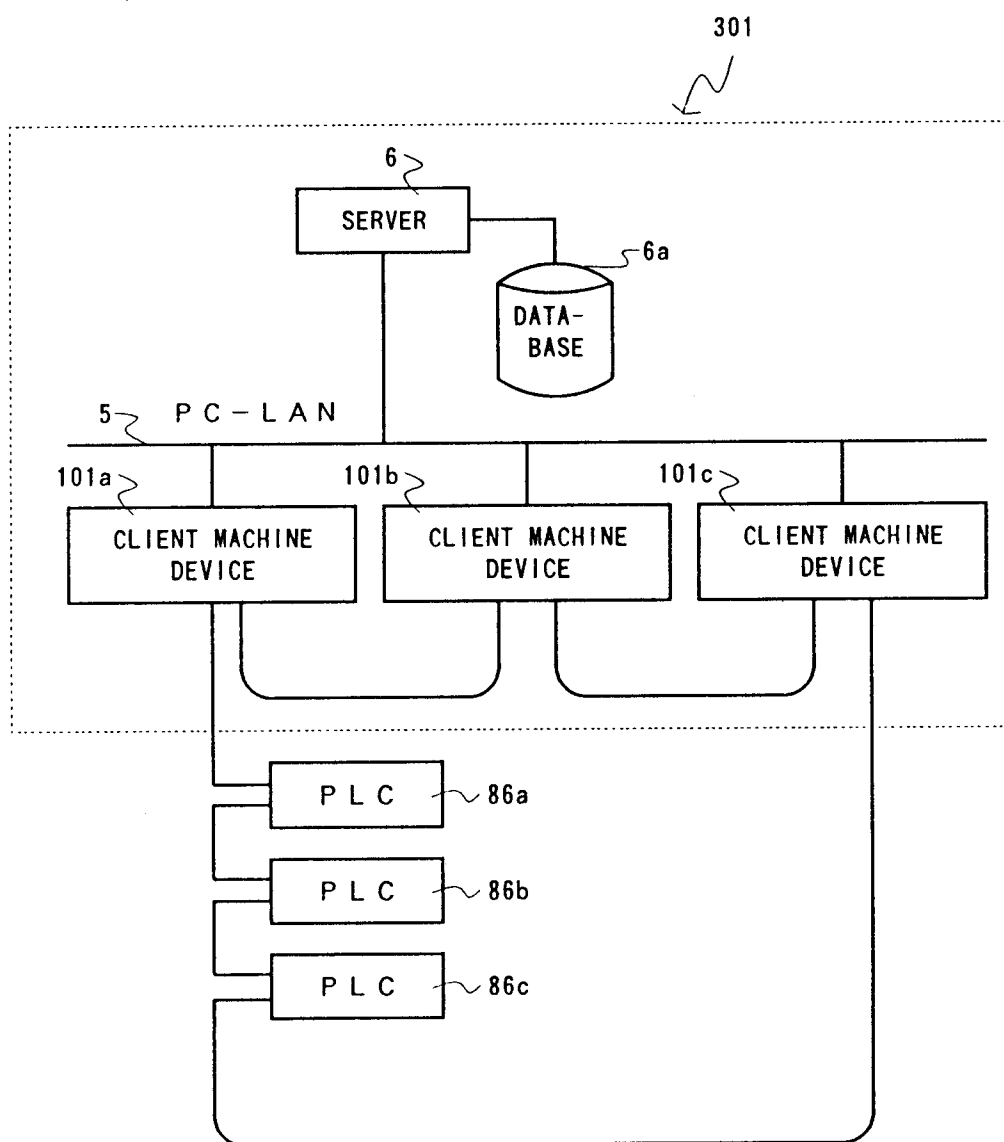 301
6
SERVER
6a
DATA-
BASE
5
PC-LAN
101a
101b
101c
CLIENT MACHINE
DEVICE
CLIENT MACHINE
DEVICE
CLIENT MACHINE
DEVICE
PLC
86a
PLC
86b
PLC
86c